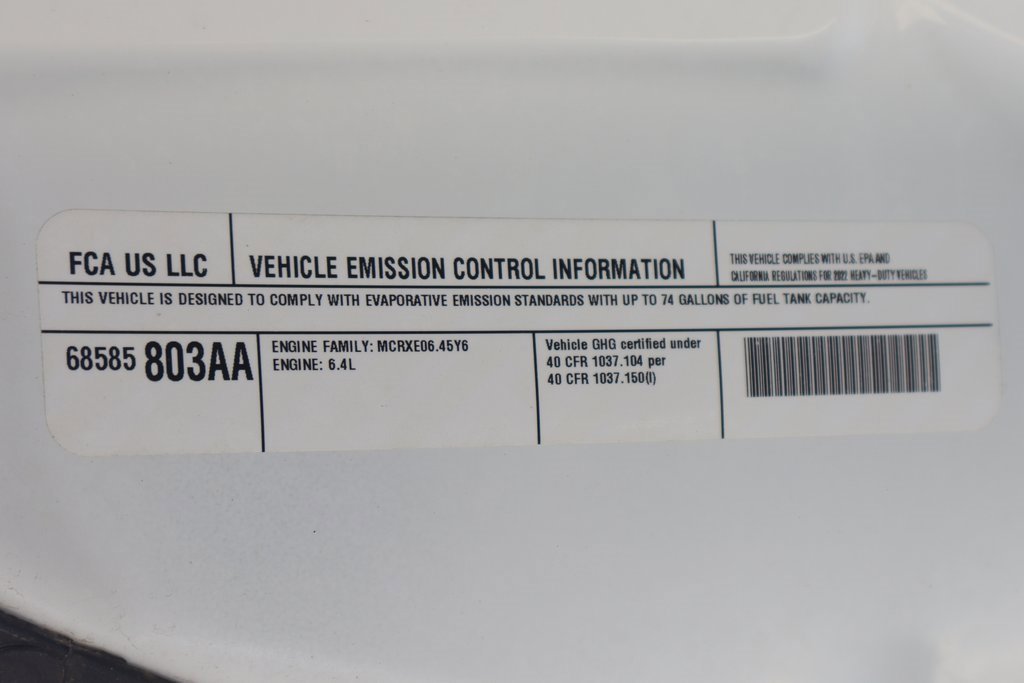 FCA US LLC
VEHICLE EMISSION CONTROL INFORMATION
THIS VEHICLE COMPLIES WITH U.S. EPA AND
CALIFORNIA REGULATIONS FOR 2022 HEAVY-DUTY VEHICLES
THIS VEHICLE IS DESIGNED TO COMPLY WITH EVAPORATIVE EMISSION STANDARDS WITH UP TO 74 GALLONS OF FUEL TANK CAPACITY.
68585 803AA
ENGINE FAMILY: MCRXE06.45Y6
ENGINE: 6.4L
Vehicle GHG certified under
40 CFR 1037.104 per
40 CFR 1037.150(l)